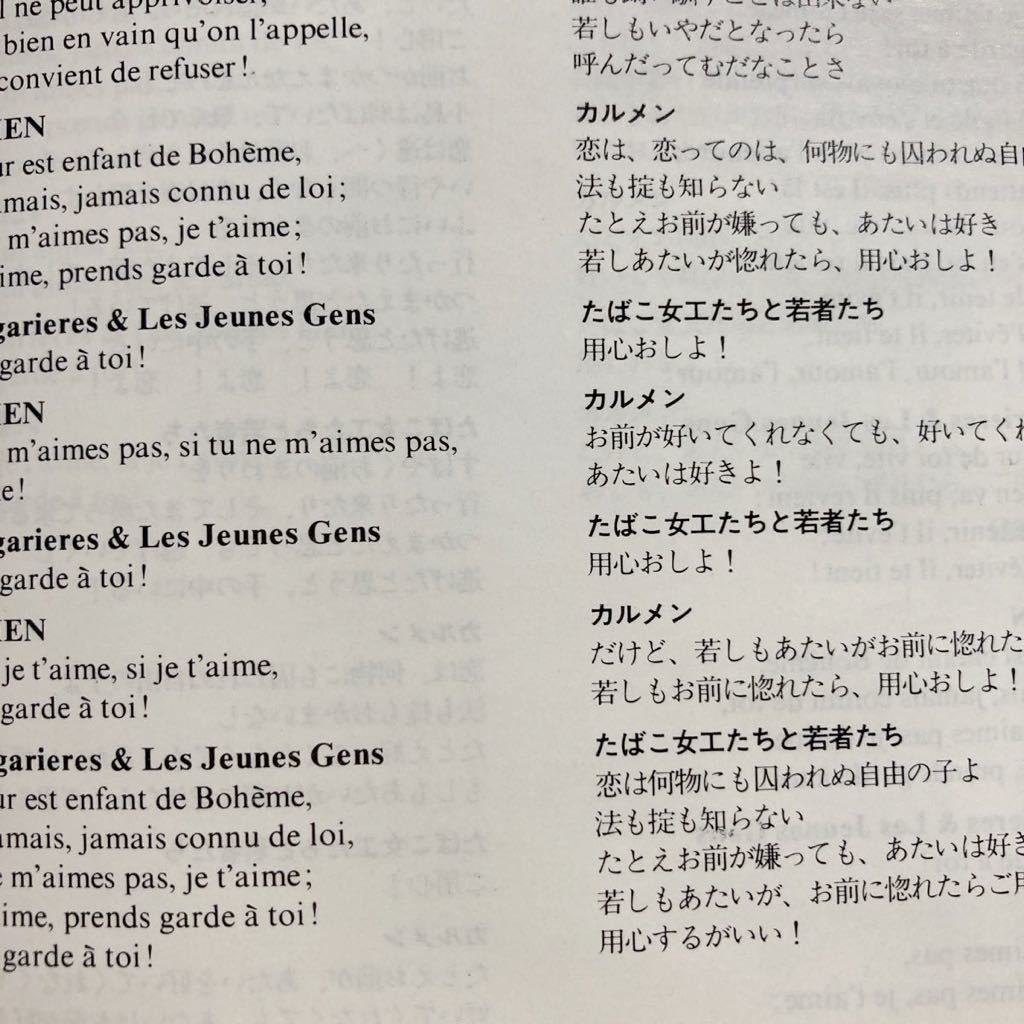 l ne peut apprivoiser,
bien en vain qu'on l'appelle,
convient de refuser!
IEN
ur est enfant de Bohème,
amais, jamais connu de loi;
m'aimes pas, je t'aime;
ime, prends garde à toi!
garieres & Les Jeunes Gens
garde à toi!
IEN
m'aimes pas, si tu ne m'aimes pas,
e!
garieres & Les Jeunes Gens
garde à toi!
IEN
je t'aime, si je t'aime,
garde à toi!
garieres & Les Jeunes Gens
ur est enfant de Bohème,
amais, jamais connu de loi,
e m'aimes pas, je t'aime;
ime, prends garde à toi!
garde à toi!
若しもいやだとなったら
呼んだってむだなことさ
カルメン
恋は、恋ってのは、何物にも囚われぬ自由
法も掟も知らない
たとえお前が嫌っても、あたいは好き
若しあたいが惚れたら、用心おしよ！
たばこ女工たちと若者たち
用心おしよ！
カルメン
お前が好いてくれなくても、好いてくれ
あたいは好きよ！
たばこ女工たちと若者たち
用心おしよ！
カルメン
だけど、若しもあたいがお前に惚れた
若しもお前に惚れたら、用心おしよ！
たばこ女工たちと若者たち
恋は何物にも囚われぬ自由の子よ
法も掟も知らない
たとえお前が嫌っても、あたいは好き
若しもあたいが、お前に惚れたらご用
用心するがいい！